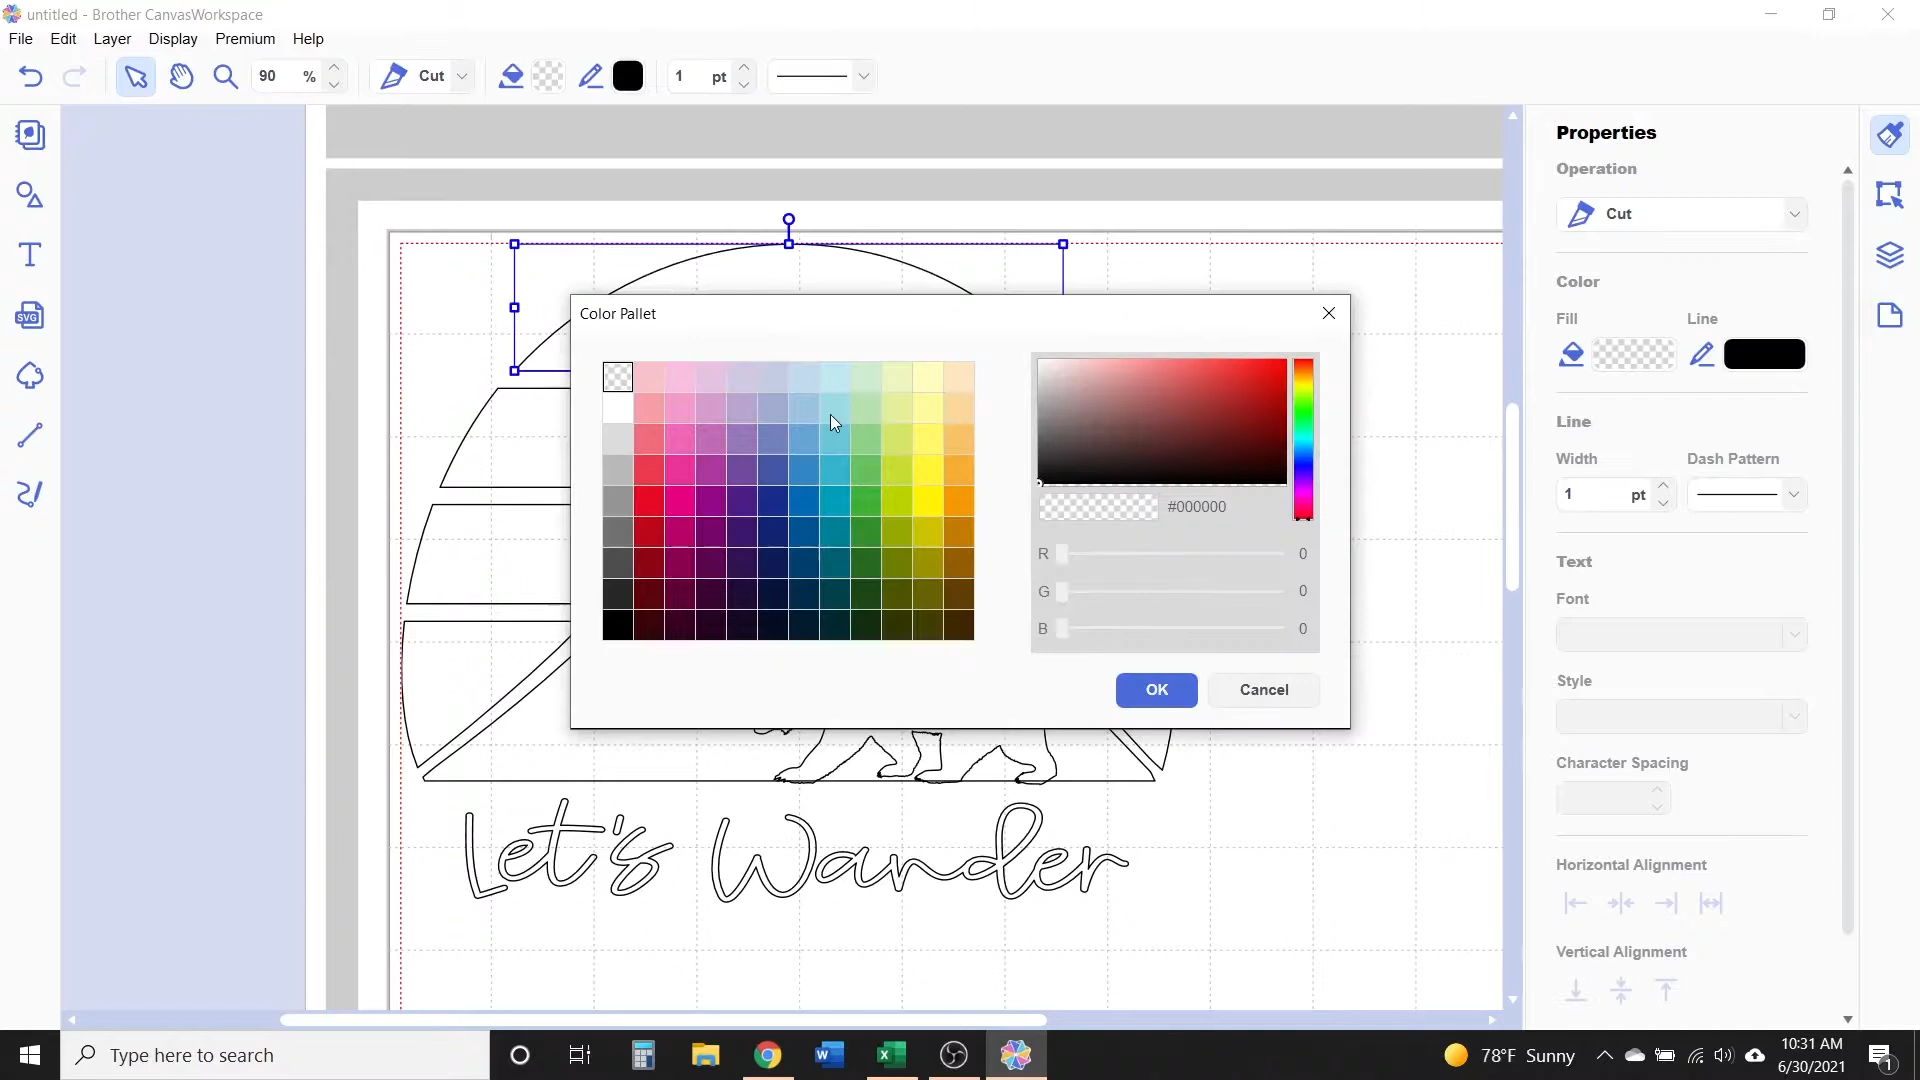 untitled - Brother CanvasWorkspace
File Edit Layer Display Premium Help
90 % Cut 1 pt
Properties
Operation
Cut
Color
Fill Line
Line
Width Dash Pattern
1 pt
Text
Font
Style
Character Spacing
Horizontal Alignment
Vertical Alignment
SVG
Color Pallet
#000000
R 0
G 0
B 0
OK Cancel
Let's Wander
Type here to search
78°F Sunny
10:31 AM
6/30/2021
1